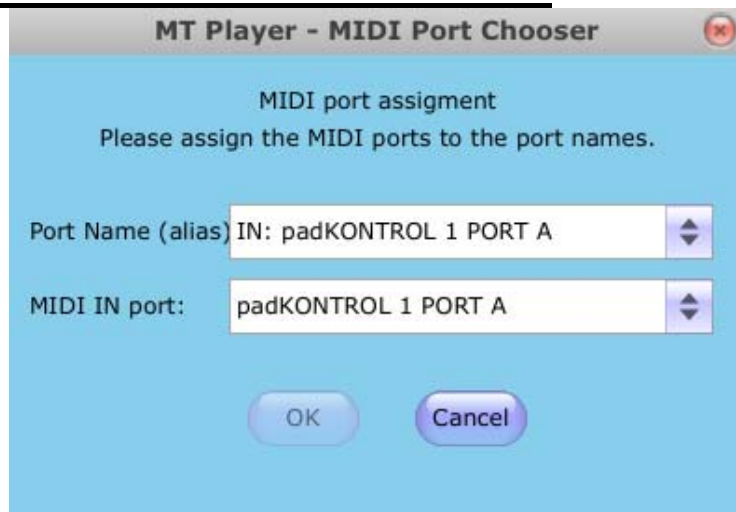 MT Player - MIDI Port Chooser
MIDI port assigment
Please assign the MIDI ports to the port names.
Port Name (alias) IN: padKONTROL 1 PORT A
MIDI IN port: padKONTROL 1 PORT A
OK Cancel